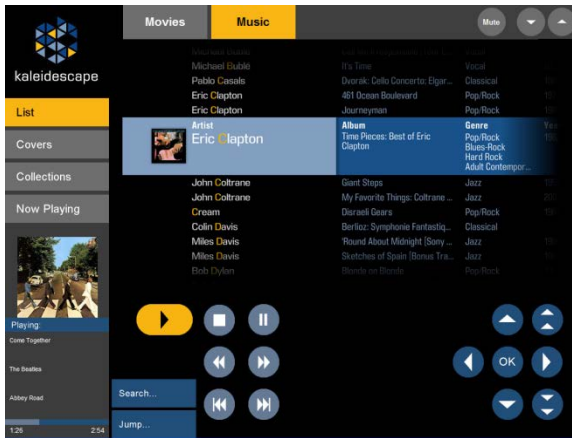 Movies
Music
Mute
kaleidescape
List
Covers
Collections
Now Playing
Michael Bublé
Michael Bublé It's Time Vocal
Pablo Casals Dvorak: Cello Concerto: Elgar... Classical
Eric Clapton 461 Ocean Boulevard Pop/Rock
Eric Clapton Journeyman Pop/Rock
Artist Album Genre
Eric Clapton Time Pieces: Best of Eric Clapton Pop/Rock
Blues-Rock
Hard Rock
Adult Contempor...
John Coltrane Giant Steps Jazz
John Coltrane My Favorite Things: Coltrane ... Jazz
Cream Disraeli Gears Pop/Rock
Colin Davis Berlioz: Symphonie Fantastiq... Classical
Miles Davis 'Round About Midnight [Sony ... Jazz
Miles Davis Sketches of Spain [Bonus Tra... Jazz
Bob Dylan Blonde on Blonde Pop/Rock
Playing:
Come Together
The Beatles
Abbey Road
1:26 2:54
Search...
Jump...
OK